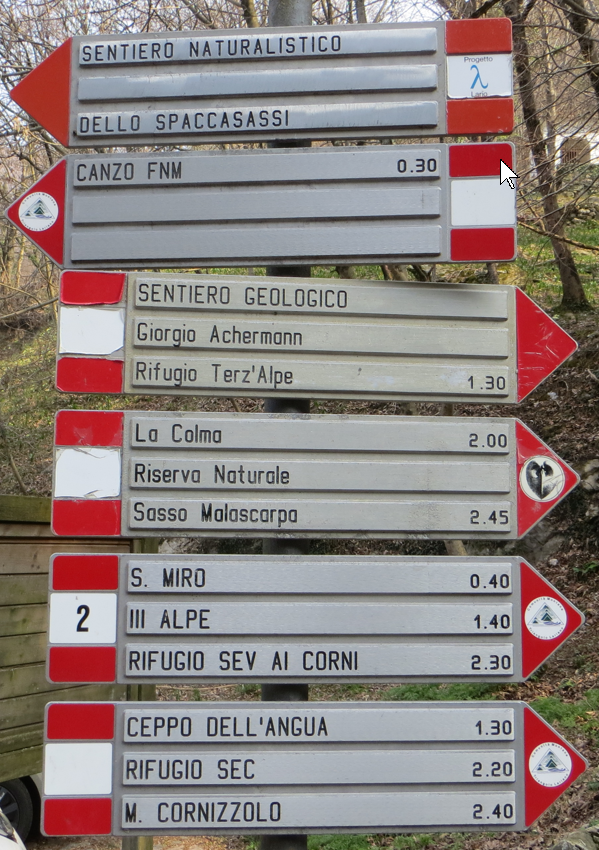 SENTIERO NATURALISTICO
DELLO SPACCASASSI
Progetto
λ
Lario
CANZO FNM 0.30
SENTIERO GEOLOGICO
Giorgio Achermann
Rifugio Terz'Alpe 1.30
La Colma 2.00
Riserva Naturale
Sasso Malascarpa 2.45
2
S. MIRO 0.40
III ALPE 1.40
RIFUGIO SEV AI CORNI 2.30
CEPPO DELL'ANGUA 1.30
RIFUGIO SEC 2.20
M. CORNIZZOLO 2.40